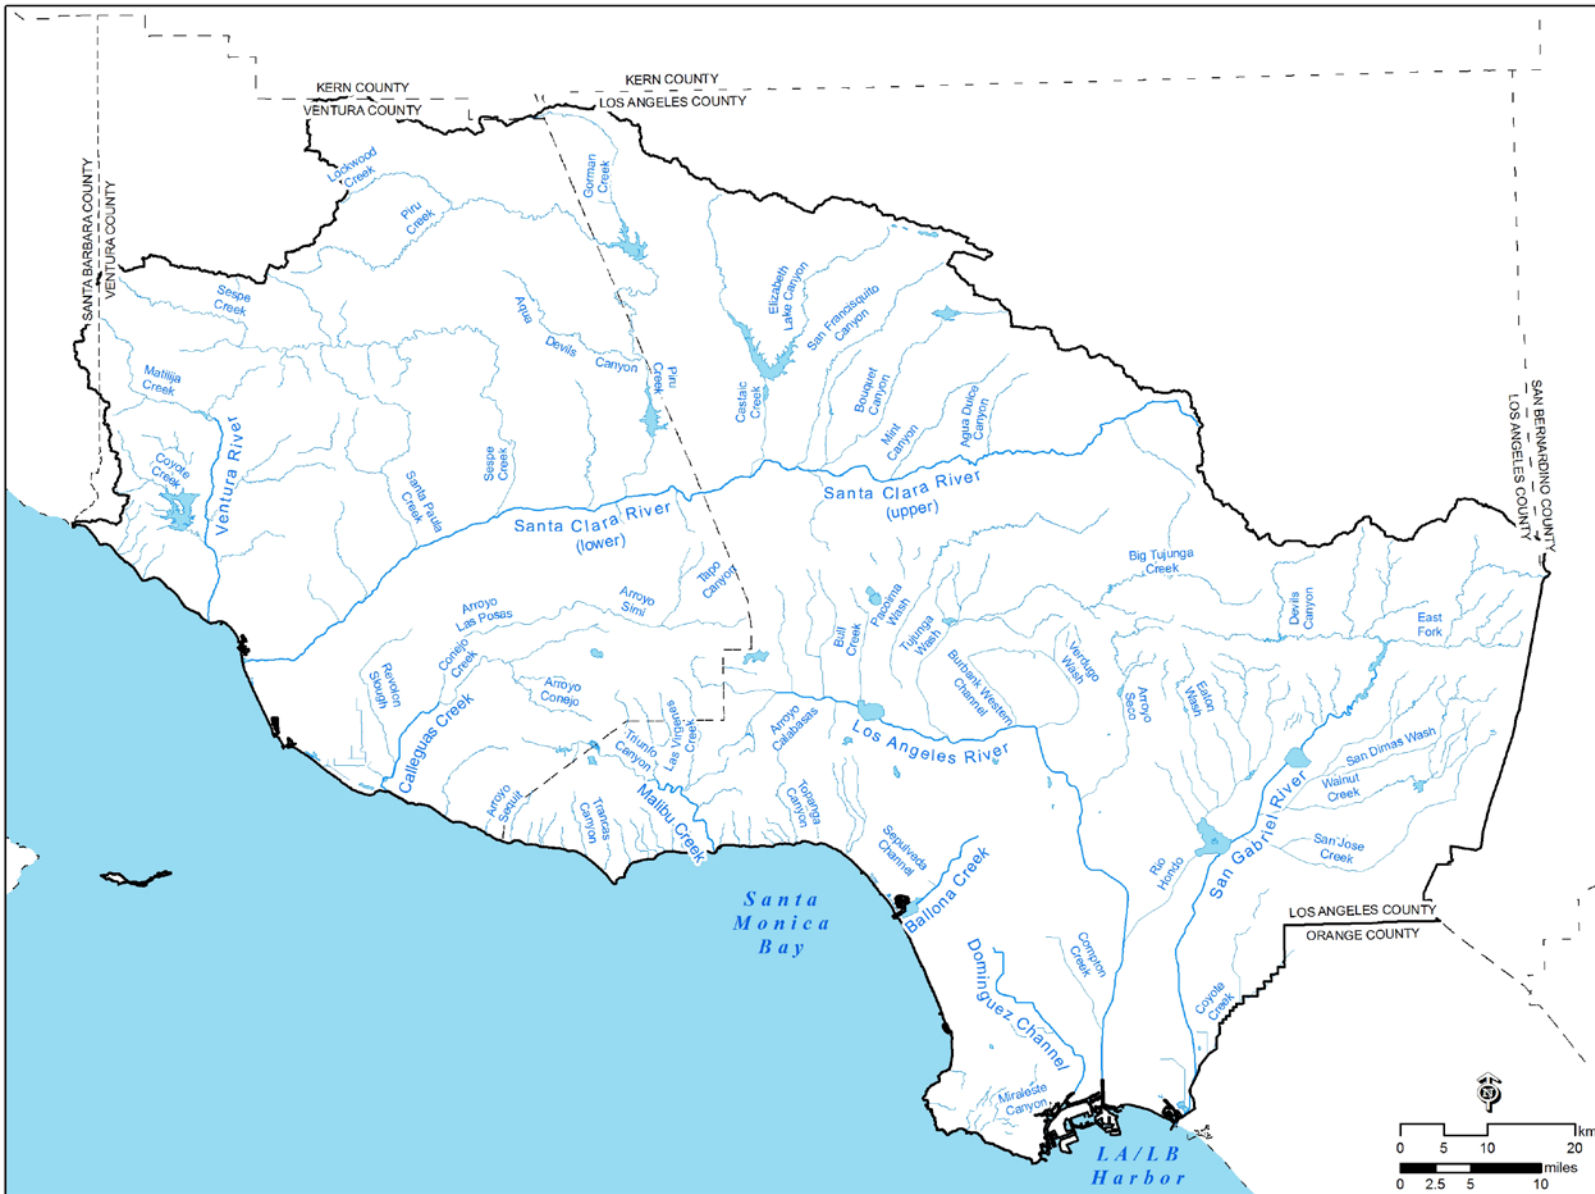 KERN COUNTY
VENTURA COUNTY
KERN COUNTY
LOS ANGELES COUNTY
SANTA BARBARA COUNTY
VENTURA COUNTY
Lockwood
Creek
Piru
Creek
Gorman
Creek
Sespe
Creek
Aqua
Devils
Canyon
Piru
Creek
Elizabeth
Lake Canyon
San Francisquito
Canyon
Castaic
Creek
Bouquet
Canyon
Mint
Canyon
Agua Dulce
Canyon
SAN BERNARDINO COUNTY
LOS ANGELES COUNTY
Matilija
Creek
Ventura River
Coyote
Creek
Santa Paula
Creek
Sespe
Creek
Santa Clara River
(lower)
Santa Clara River
(upper)
Tapo
Canyon
Arroyo
Simi
Arroyo
Las Posas
Conejo
Creek
Revolon
Slough
Arroyo
Conejo
Calleguas Creek
Bull
Creek
Pacoima
Wash
Tujunga
Wash
Burbank Western
Channel
Verdugo
Wash
Big Tujunga
Creek
Devils
Canyon
East
Fork
Arroyo
Seco
Eaton
Wash
Triunfo
Canyon
Las Virgenes
Creek
Arroyo
Calabasas
Los Angeles River
San Dimas Wash
Walnut
Creek
San Jose
Creek
San Gabriel River
Rio
Hondo
Arroyo
Sequit
Trancas
Canyon
Malibu Creek
Topanga
Canyon
Sepulveda
Channel
Ballona Creek
Santa
Monica
Bay
LOS ANGELES COUNTY
ORANGE COUNTY
Dominguez Channel
Compton
Creek
Coyote
Creek
Miraleste
Canyon
LA/LB
Harbor
N
km
0 5 10 20
miles
0 2.5 5 10